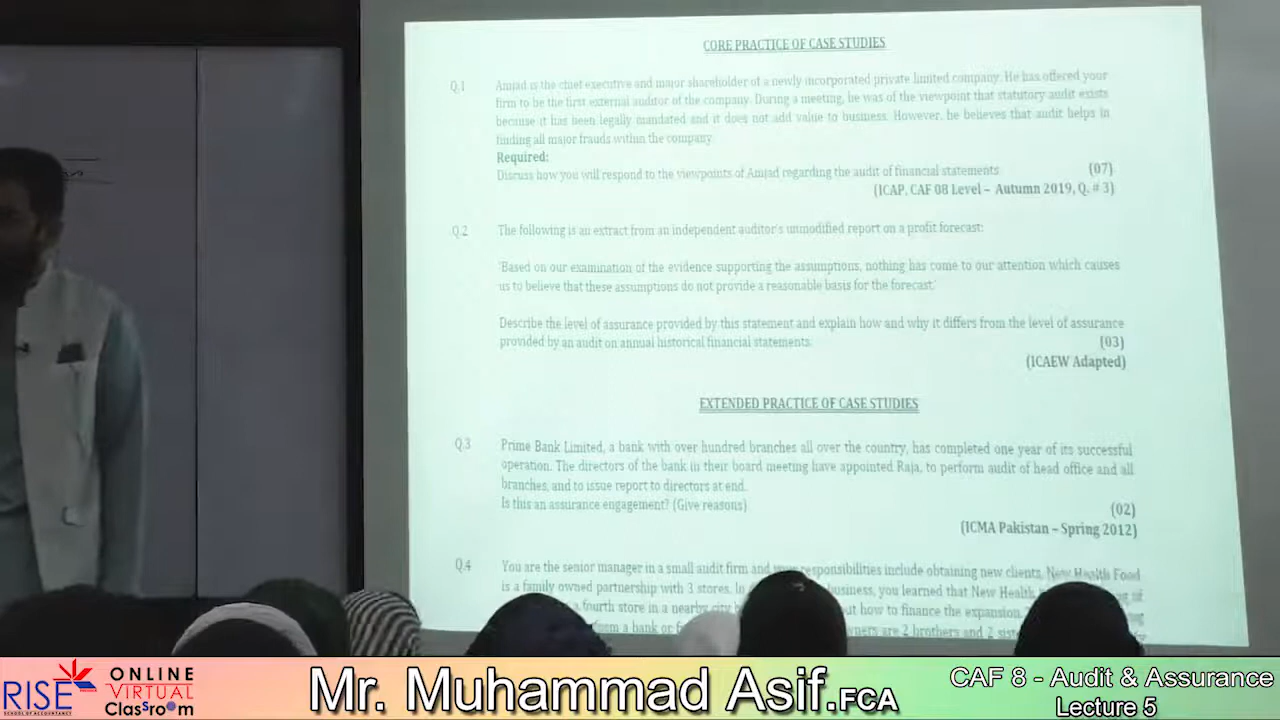 CORE PRACTICE OF CASE STUDIES
Q.1 Amjad is the chief executive and major shareholder of a newly incorporated private limited company. He has offered your
firm to be the first external auditor of the company. During a meeting, he was of the viewpoint that statutory audit exists
because it has been legally mandated and it does not add value to business. However, he believes that audit helps in
finding all major frauds within the company.
Required:
Discuss how you will respond to the viewpoints of Amjad regarding the audit of financial statements. (07)
(ICAP, CAF 08 Level – Autumn 2019, Q. # 3)
Q.2 The following is an extract from an independent auditor's unmodified report on a profit forecast:
'Based on our examination of the evidence supporting the assumptions, nothing has come to our attention which causes
us to believe that these assumptions do not provide a reasonable basis for the forecast.'
Describe the level of assurance provided by this statement and explain how and why it differs from the level of assurance
provided by an audit on annual historical financial statements. (03)
(ICAEW Adapted)
EXTENDED PRACTICE OF CASE STUDIES
Q.3 Prime Bank Limited, a bank with over hundred branches all over the country, has completed one year of its successful
operation. The directors of the bank in their board meeting have appointed Raja, to perform audit of head office and all
branches, and to issue report to directors at end.
Is this an assurance engagement? (Give reasons) (02)
(ICMA Pakistan – Spring 2012)
Q.4 You are the senior manager in a small audit firm and responsibilities include obtaining new clients. New Health Food
is a family owned partnership with 3 stores. In business, you learned that New Health of
a fourth store in a nearby city how to finance the expansion.
from a bank or are 2 brothers and 2
RISE
SCHOOL OF ACCOUNTANCY
ONLINE
VIRTUAL
Classroom
Mr. Muhammad Asif.FCA
CAF 8 - Audit & Assurance
Lecture 5